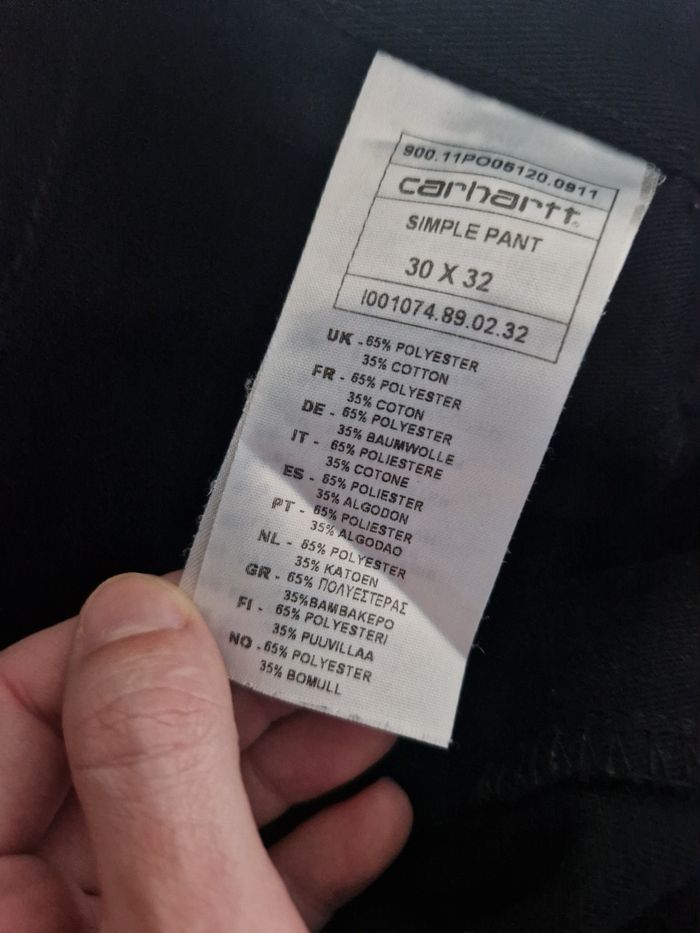 900.11PO05120.0911
carhartt
SIMPLE PANT
30 X 32
I001074.89.02.32
UK - 65% POLYESTER
35% COTTON
FR - 65% POLYESTER
35% COTON
DE - 65% POLYESTER
35% BAUMWOLLE
IT - 65% POLIESTERE
35% COTONE
ES - 65% POLIESTER
35% ALGODON
PT - 65% POLIESTER
35% ALGODAO
NL - 65% POLYESTER
35% KATOEN
GR - 65% ΠΟΛΥΕΣΤΕΡΑΣ
35%ΒΑΜΒΑΚΕΡΟ
FI - 65% POLYESTERI
35% PUUVILLAA
NO - 65% POLYESTER
35% BOMULL